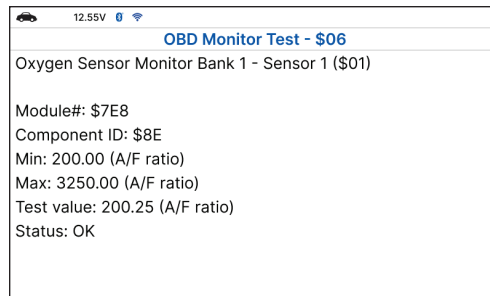 12.55V
OBD Monitor Test - $06
Oxygen Sensor Monitor Bank 1 - Sensor 1 ($01)
Module#: $7E8
Component ID: $8E
Min: 200.00 (A/F ratio)
Max: 3250.00 (A/F ratio)
Test value: 200.25 (A/F ratio)
Status: OK